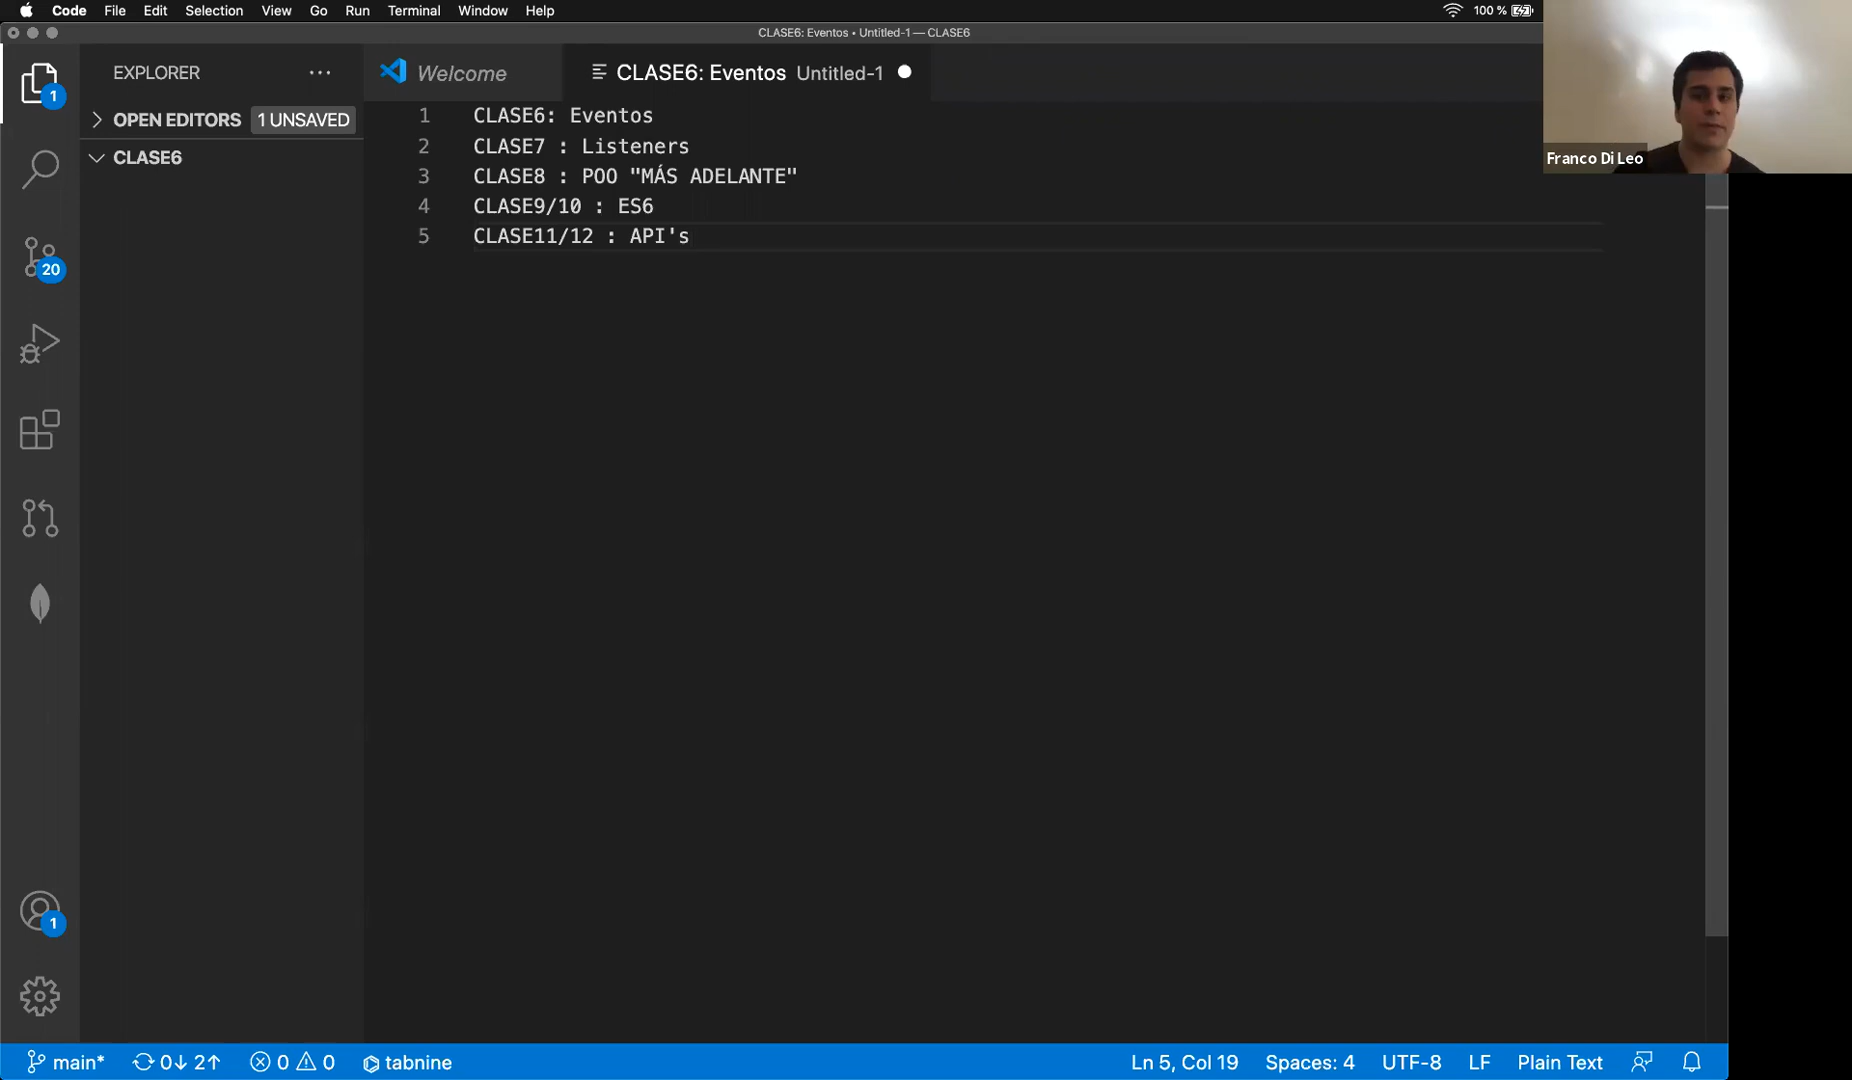 Code File Edit Selection View Go Run Terminal Window Help 100 %
CLASE6: Eventos • Untitled-1 — CLASE6
EXPLORER ··· Welcome CLASE6: Eventos Untitled-1
1
OPEN EDITORS 1 UNSAVED
CLASE6
20
1
1 CLASE6: Eventos
2 CLASE7 : Listeners
3 CLASE8 : POO "MÁS ADELANTE"
4 CLASE9/10 : ES6
5 CLASE11/12 : API's
Franco Di Leo
main* 0↓ 2↑ 0 0 tabnine Ln 5, Col 19 Spaces: 4 UTF-8 LF Plain Text